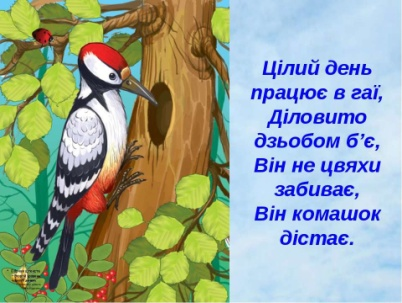 Цілий день
працює в гаї,
Діловито
дзьобом б’є,
Він не цвяхи
забиває,
Він комашок
дістає.